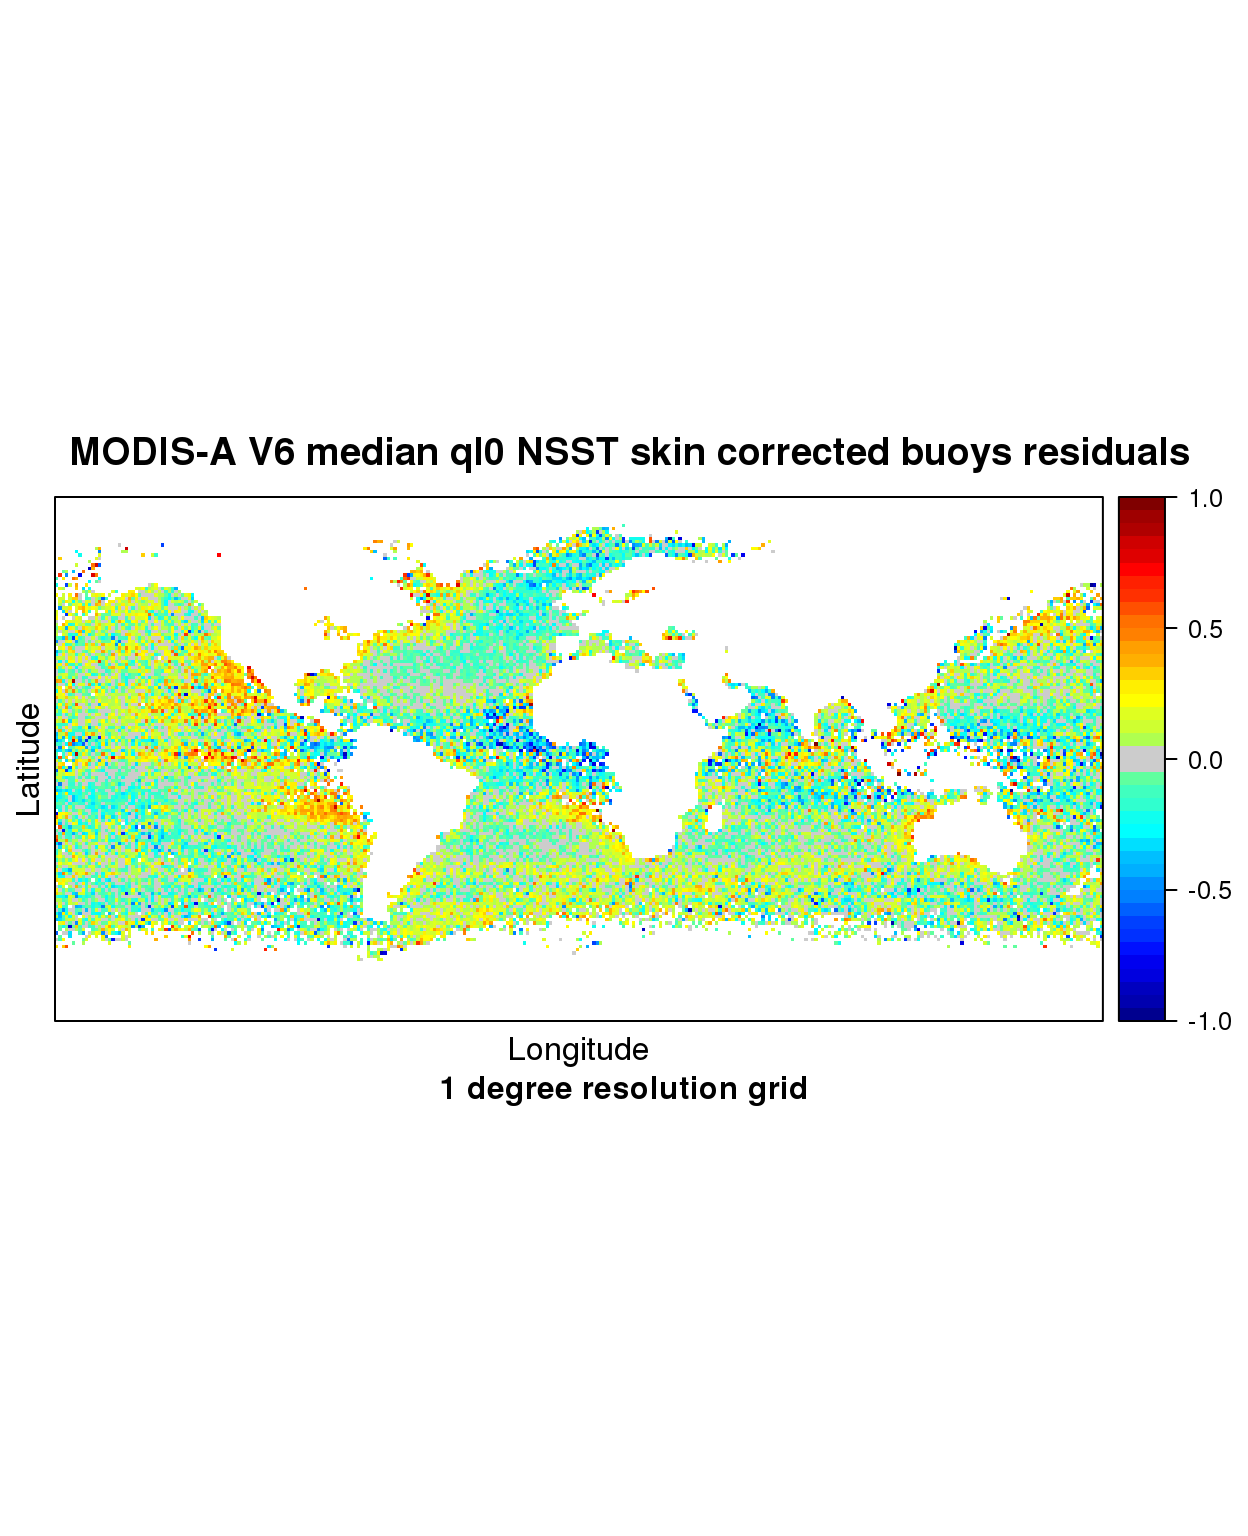 MODIS-A V6 median ql0 NSST skin corrected buoys residuals
1.0
0.5
0.0
-0.5
-1.0
Latitude
Longitude
1 degree resolution grid